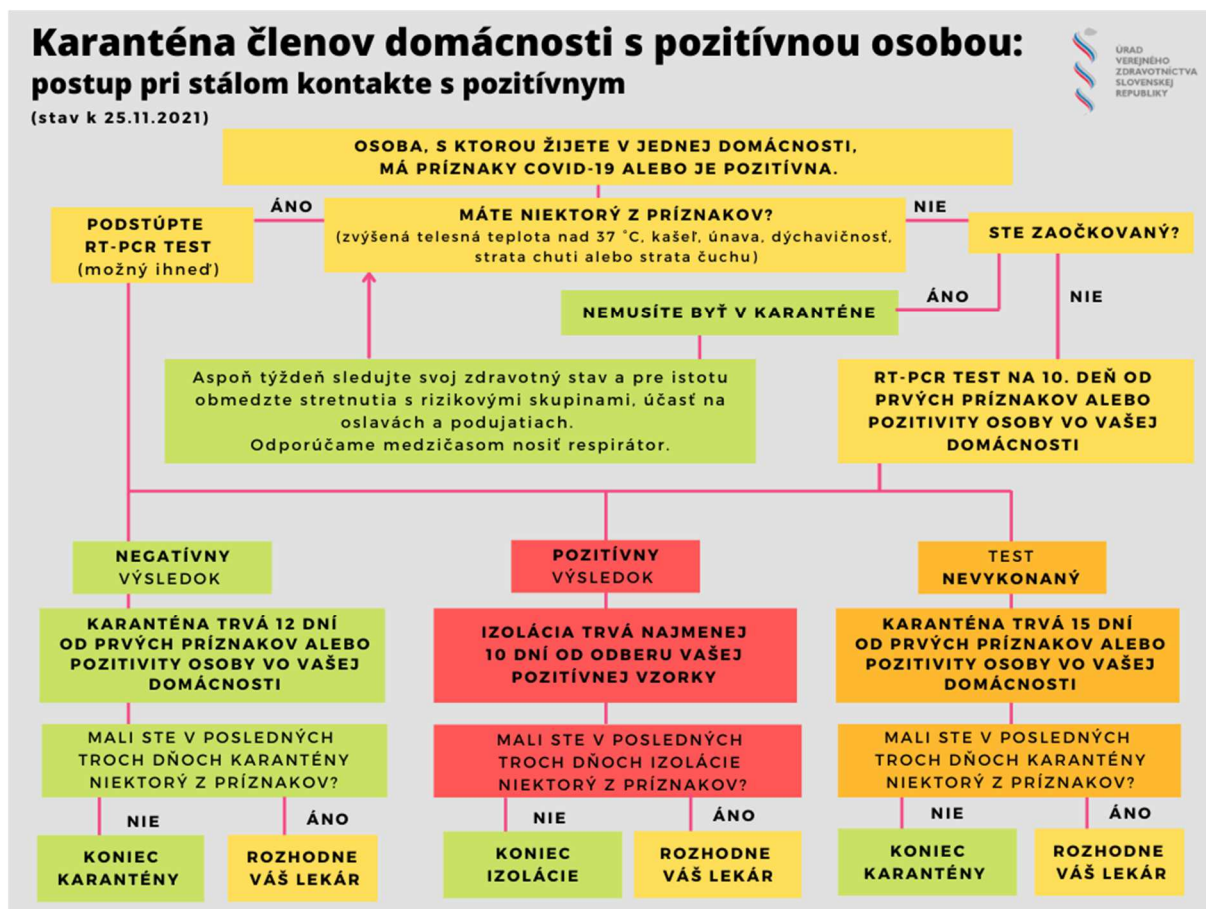 Karanténa členov domácnosti s pozitívnou osobou:
postup pri stálom kontakte s pozitívnym
(stav k 25.11.2021)
ÚRAD
VEREJNÉHO
ZDRAVOTNÍCTVA
SLOVENSKEJ
REPUBLIKY
OSOBA, S KTOROU ŽIJETE V JEDNEJ DOMÁCNOSTI,
MÁ PRÍZNAKY COVID-19 ALEBO JE POZITÍVNA.
ÁNO
NIE
PODSTÚPTE
RT-PCR TEST
(možný ihneď)
MÁTE NIEKTORÝ Z PRÍZNAKOV?
(zvýšená telesná teplota nad 37 °C, kašeľ, únava, dýchavičnosť,
strata chuti alebo strata čuchu)
STE ZAOČKOVANÝ?
ÁNO
NIE
NEMUSÍTE BYŤ V KARANTÉNE
Aspoň týždeň sledujte svoj zdravotný stav a pre istotu
obmedzte stretnutia s rizikovými skupinami, účasť na
oslavách a podujatiach.
Odporúčame medzičasom nosiť respirátor.
RT-PCR TEST NA 10. DEŇ OD
PRVÝCH PRÍZNAKOV ALEBO
POZITIVITY OSOBY VO VAŠEJ
DOMÁCNOSTI
NEGATÍVNY
VÝSLEDOK
KARANTÉNA TRVÁ 12 DNÍ
OD PRVÝCH PRÍZNAKOV ALEBO
POZITIVITY OSOBY VO VAŠEJ
DOMÁCNOSTI
MALI STE V POSLEDNÝCH
TROCH DŇOCH KARANTÉNY
NIEKTORÝ Z PRÍZNAKOV?
NIE
ÁNO
KONIEC
KARANTÉNY
ROZHODNE
VÁŠ LEKÁR
POZITÍVNY
VÝSLEDOK
IZOLÁCIA TRVÁ NAJMENEJ
10 DNÍ OD ODBERU VAŠEJ
POZITÍVNEJ VZORKY
MALI STE V POSLEDNÝCH
TROCH DŇOCH IZOLÁCIE
NIEKTORÝ Z PRÍZNAKOV?
NIE
ÁNO
KONIEC
IZOLÁCIE
ROZHODNE
VÁŠ LEKÁR
TEST
NEVYKONANÝ
KARANTÉNA TRVÁ 15 DNÍ
OD PRVÝCH PRÍZNAKOV ALEBO
POZITIVITY OSOBY VO VAŠEJ
DOMÁCNOSTI
MALI STE V POSLEDNÝCH
TROCH DŇOCH KARANTÉNY
NIEKTORÝ Z PRÍZNAKOV?
NIE
ÁNO
KONIEC
KARANTÉNY
ROZHODNE
VÁŠ LEKÁR